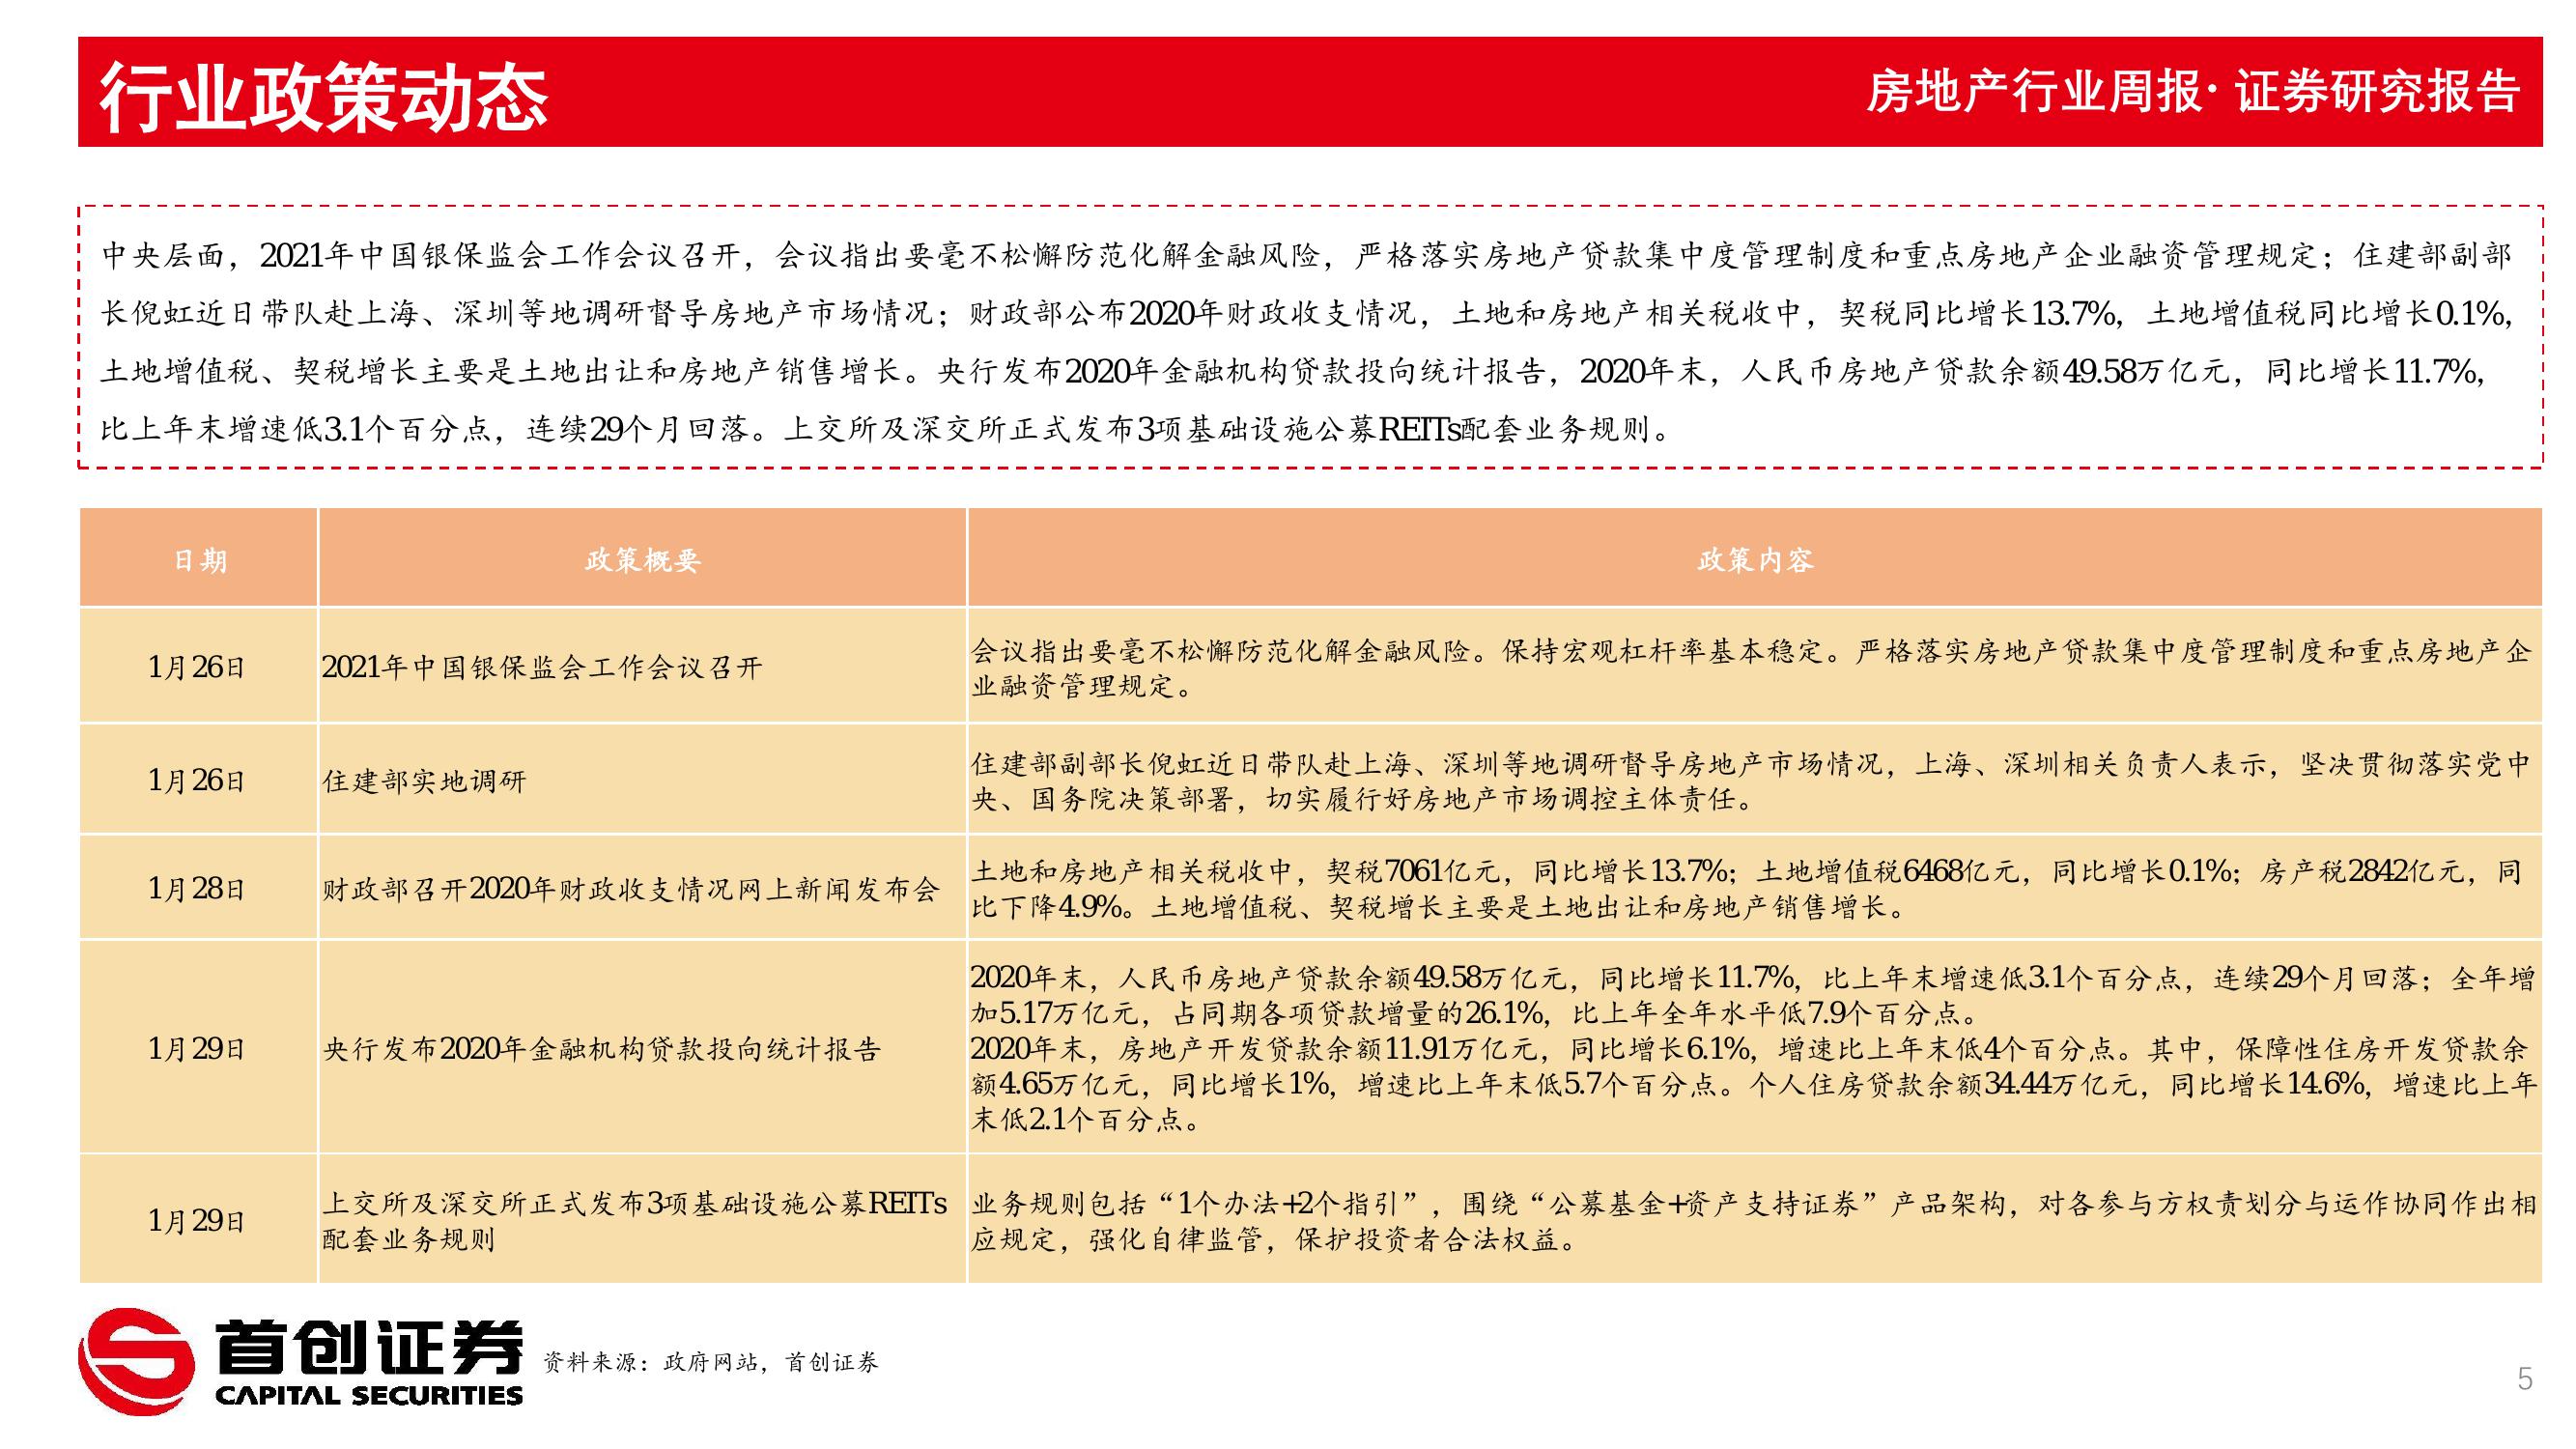 行业政策动态
房地产行业周报· 证券研究报告
中央层面，2021年中国银保监会工作会议召开，会议指出要毫不松懈防范化解金融风险，严格落实房地产贷款集中度管理制度和重点房地产企业融资管理规定；住建部副部
长倪虹近日带队赴上海、深圳等地调研督导房地产市场情况；财政部公布2020年财政收支情况，土地和房地产相关税收中，契税同比增长13.7%，土地增值税同比增长0.1%，
土地增值税、契税增长主要是土地出让和房地产销售增长。央行发布2020年金融机构贷款投向统计报告，2020年末，人民币房地产贷款余额49.58万亿元，同比增长11.7%，
比上年末增速低3.1个百分点，连续29个月回落。上交所及深交所正式发布3项基础设施公募REITs配套业务规则。
日期
政策概要
政策内容
1月26日
2021年中国银保监会工作会议召开
会议指出要毫不松懈防范化解金融风险。保持宏观杠杆率基本稳定。严格落实房地产贷款集中度管理制度和重点房地产企
业融资管理规定。
1月26日
住建部实地调研
住建部副部长倪虹近日带队赴上海、深圳等地调研督导房地产市场情况，上海、深圳相关负责人表示，坚决贯彻落实党中
央、国务院决策部署，切实履行好房地产市场调控主体责任。
1月28日
财政部召开2020年财政收支情况网上新闻发布会
土地和房地产相关税收中，契税7061亿元，同比增长13.7%；土地增值税6468亿元，同比增长0.1%；房产税2842亿元，同
比下降4.9%。土地增值税、契税增长主要是土地出让和房地产销售增长。
1月29日
央行发布2020年金融机构贷款投向统计报告
2020年末，人民币房地产贷款余额49.58万亿元，同比增长11.7%，比上年末增速低3.1个百分点，连续29个月回落；全年增
加5.17万亿元，占同期各项贷款增量的26.1%，比上年全年水平低7.9个百分点。
2020年末，房地产开发贷款余额11.91万亿元，同比增长6.1%，增速比上年末低4个百分点。其中，保障性住房开发贷款余
额4.65万亿元，同比增长1%，增速比上年末低5.7个百分点。个人住房贷款余额34.44万亿元，同比增长14.6%，增速比上年
末低2.1个百分点。
1月29日
上交所及深交所正式发布3项基础设施公募REITs
配套业务规则
业务规则包括“1个办法+2个指引”，围绕“公募基金+资产支持证券”产品架构，对各参与方权责划分与运作协同作出相
应规定，强化自律监管，保护投资者合法权益。
首创证券
CAPITAL SECURITIES
资料来源：政府网站，首创证券
5